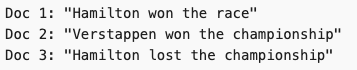 Doc 1: "Hamilton won the race"
Doc 2: "Verstappen won the championship"
Doc 3: "Hamilton lost the championship"